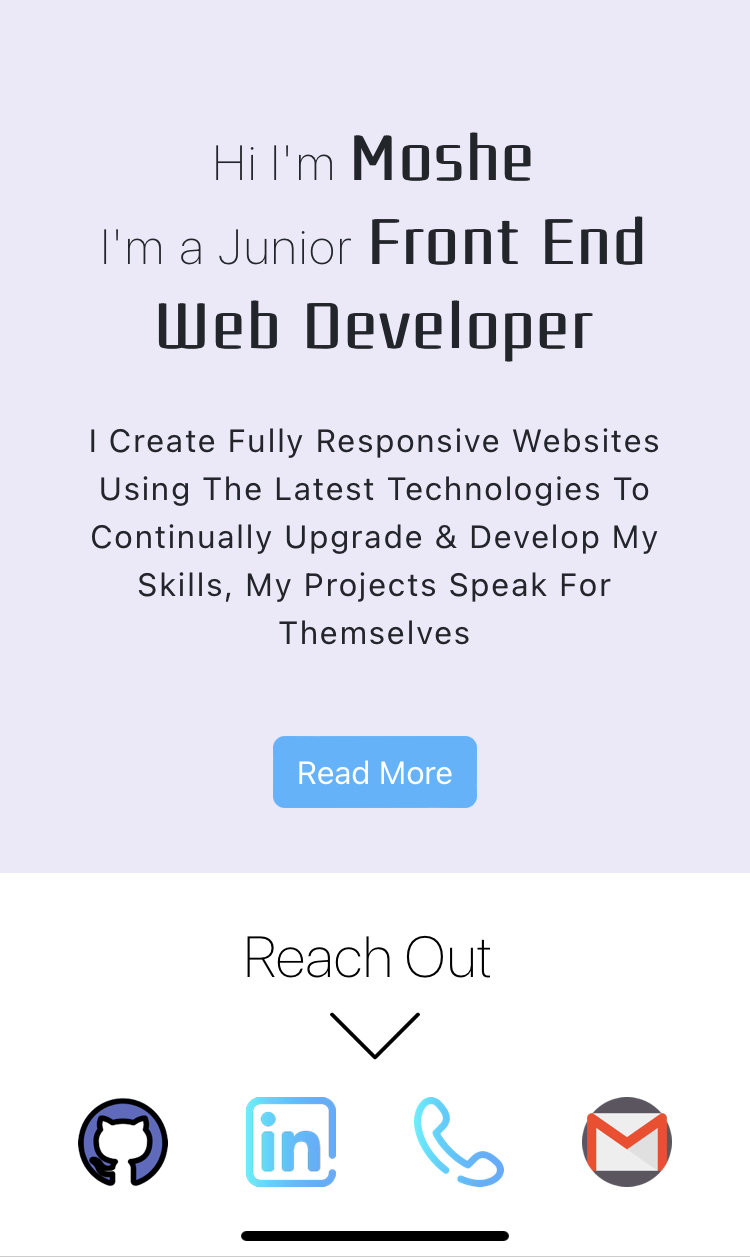 Hi I'm Moshe
I'm a Junior Front End
Web Developer
I Create Fully Responsive Websites
Using The Latest Technologies To
Continually Upgrade & Develop My
Skills, My Projects Speak For
Themselves
Read More
Reach Out
in